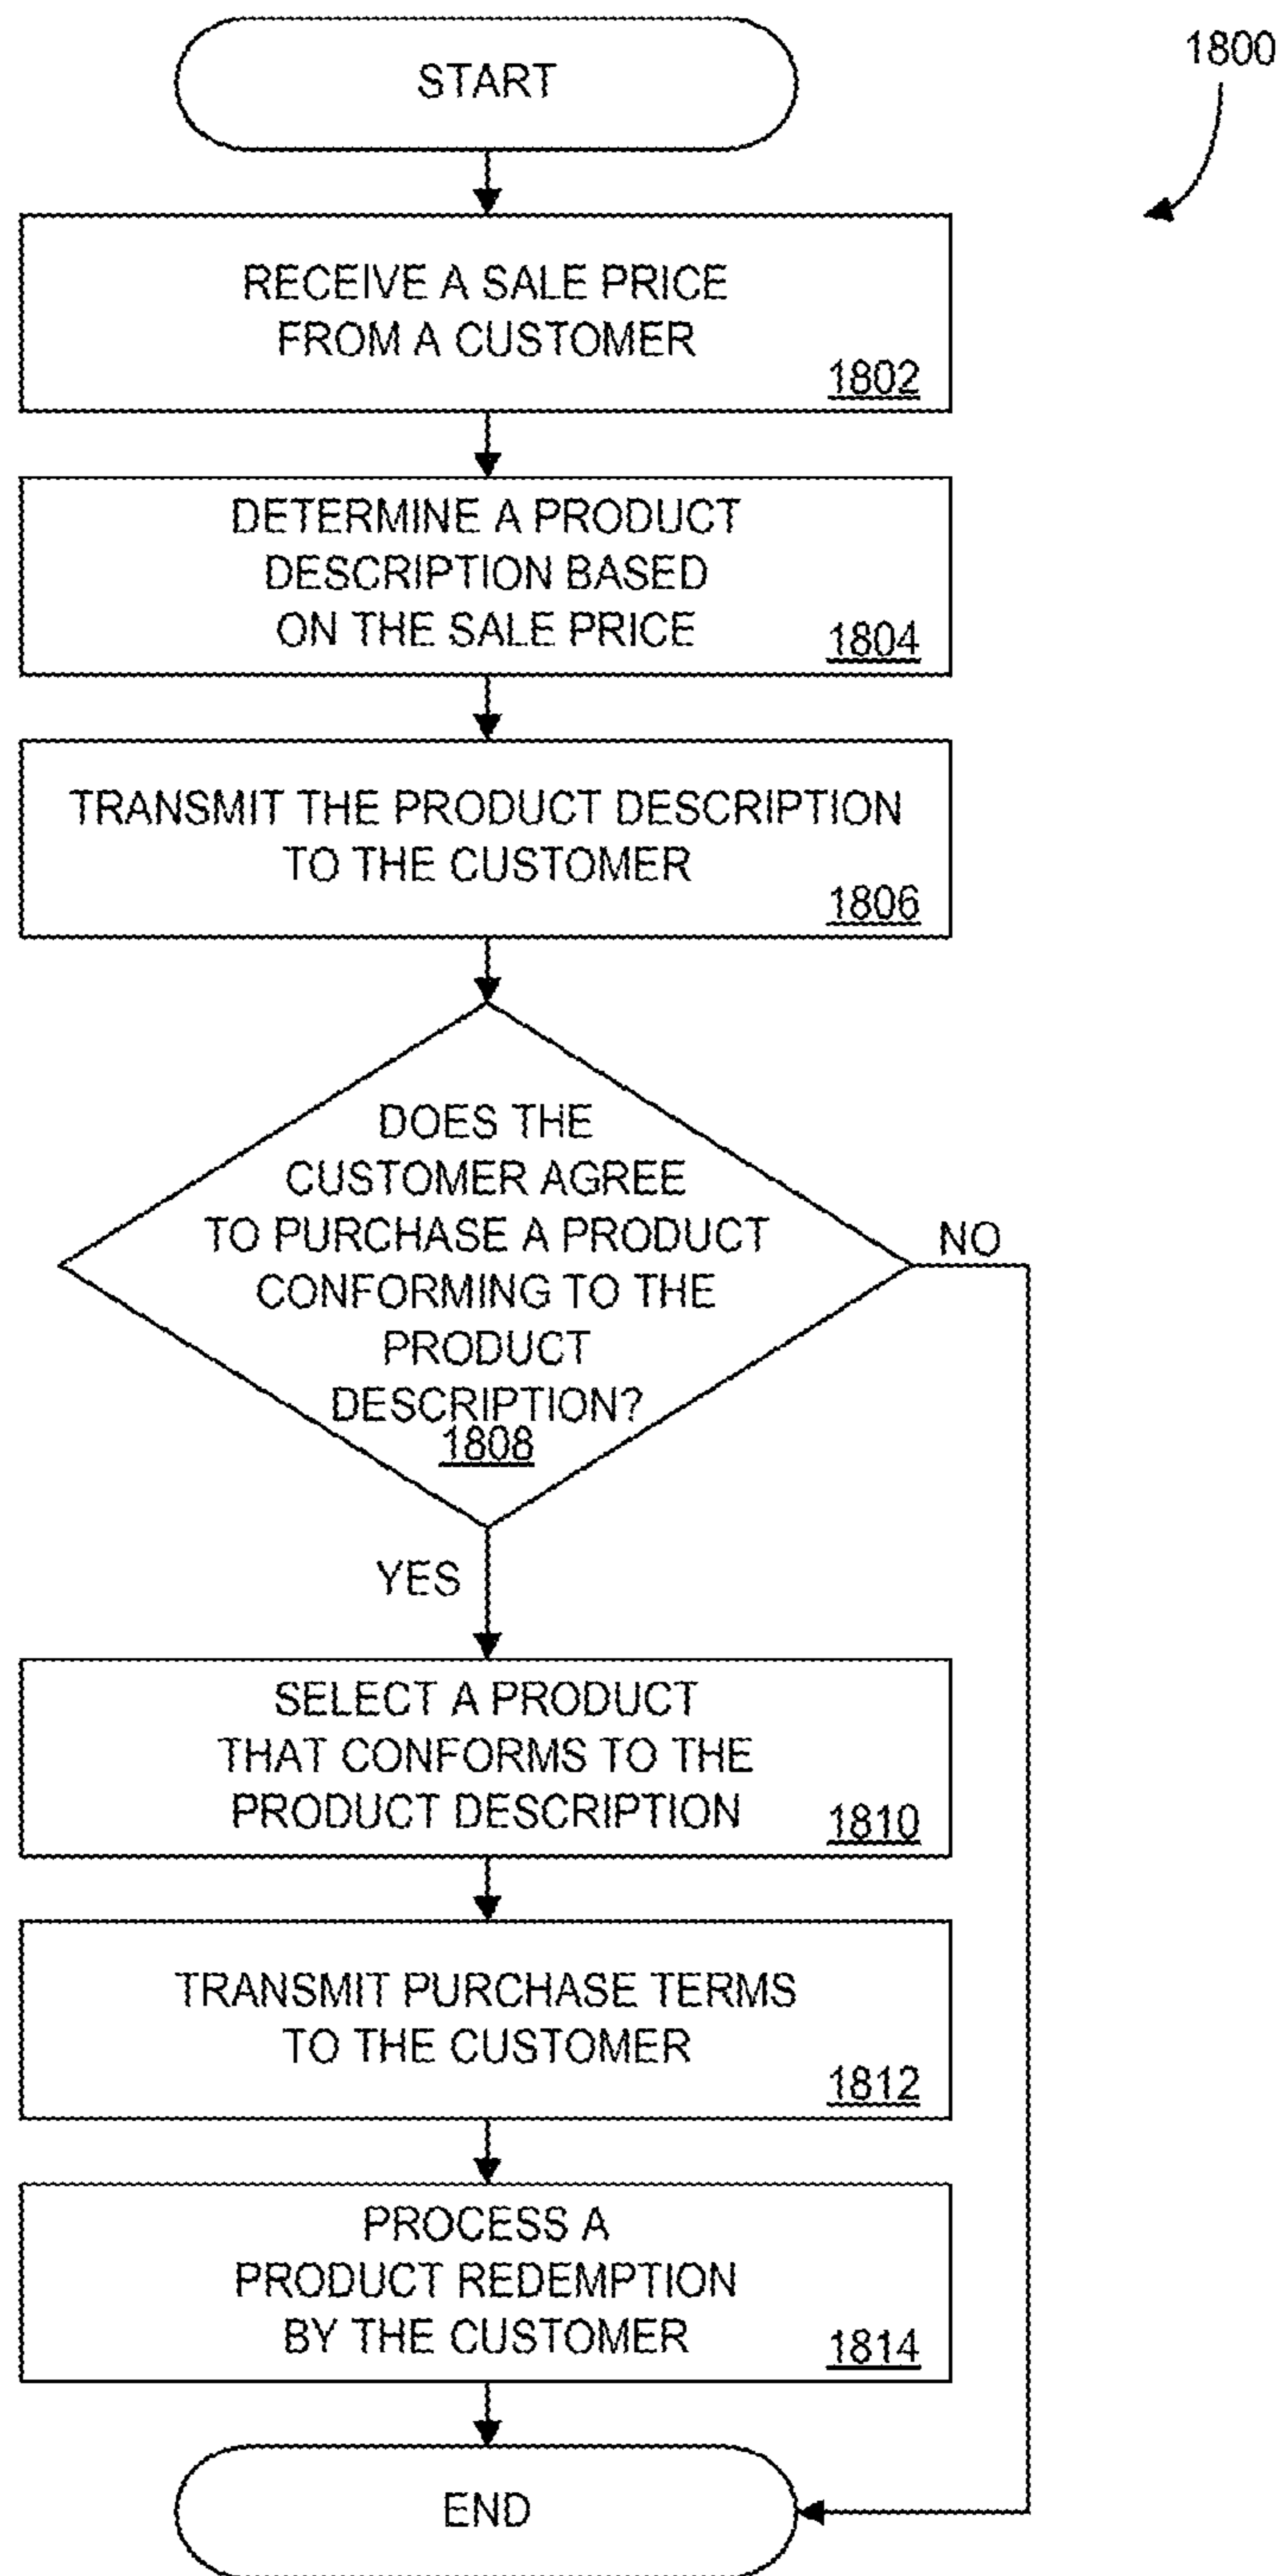 START
1800
RECEIVE A SALE PRICE
FROM A CUSTOMER
1802
DETERMINE A PRODUCT
DESCRIPTION BASED
ON THE SALE PRICE
1804
TRANSMIT THE PRODUCT DESCRIPTION
TO THE CUSTOMER
1806
DOES THE
CUSTOMER AGREE
TO PURCHASE A PRODUCT
CONFORMING TO THE
PRODUCT
DESCRIPTION?
1808
NO
YES
SELECT A PRODUCT
THAT CONFORMS TO THE
PRODUCT DESCRIPTION
1810
TRANSMIT PURCHASE TERMS
TO THE CUSTOMER
1812
PROCESS A
PRODUCT REDEMPTION
BY THE CUSTOMER
1814
END